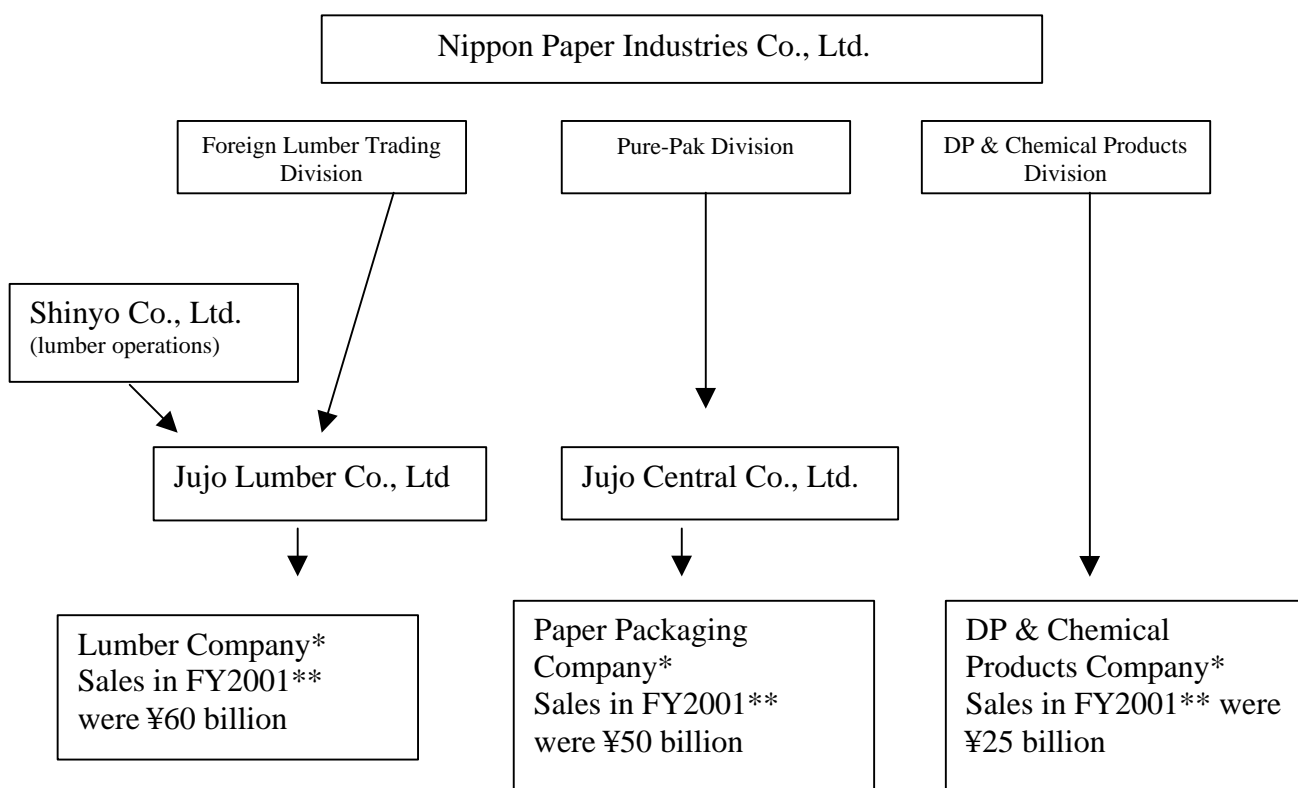 Nippon Paper Industries Co., Ltd.
Foreign Lumber Trading
Division
Pure-Pak Division
DP & Chemical Products
Division
Shinyo Co., Ltd.
(lumber operations)
Jujo Lumber Co., Ltd
Jujo Central Co., Ltd.
Lumber Company*
Sales in FY2001**
were ¥60 billion
Paper Packaging
Company*
Sales in FY2001**
were ¥50 billion
DP & Chemical
Products Company*
Sales in FY2001** were
¥25 billion